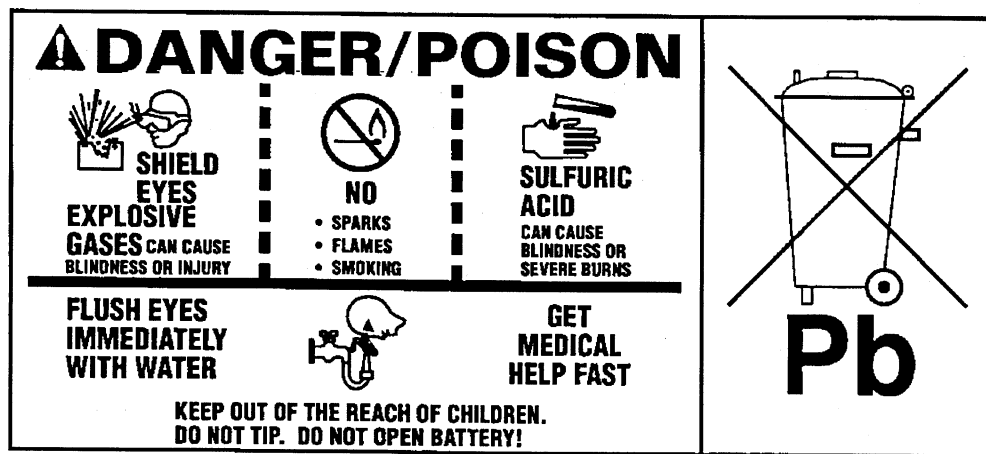 DANGER/POISON
SHIELD
EYES
EXPLOSIVE
GASES CAN CAUSE
BLINDNESS OR INJURY
NO
• SPARKS
• FLAMES
• SMOKING
SULFURIC
ACID
CAN CAUSE
BLINDNESS OR
SEVERE BURNS
FLUSH EYES
IMMEDIATELY
WITH WATER
GET
MEDICAL
HELP FAST
KEEP OUT OF THE REACH OF CHILDREN.
DO NOT TIP. DO NOT OPEN BATTERY!
Pb